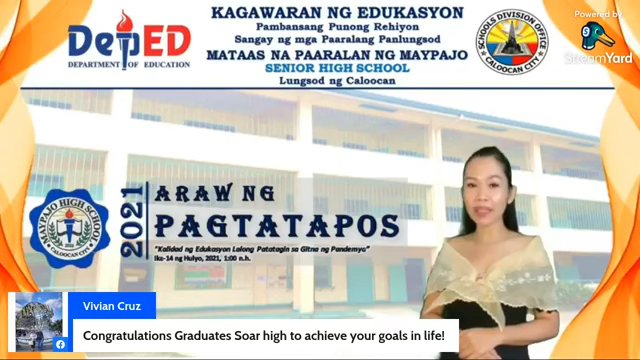 KAGAWARAN NG EDUKASYON
Pambansang Punong Rehiyon
Sangay ng mga Paaralang Panlungsod
MATAAS NA PAARALAN NG MAYPAJO
SENIOR HIGH SCHOOL
Lungsod ng Caloocan
DepED
DEPARTMENT OF EDUCATION
SCHOOLS DIVISION OFFICE
CALOOCAN CITY
Powered by
StreamYard
2021
ARAW NG
PAGTATAPOS
"Kalidad ng Edukasyon Lalong Patatagin sa Gitna ng Pandemya"
Ika-14 ng Hulyo, 2021, 1:00 n.h.
MAYPAJO HIGH SCHOOL
CALOOCAN CITY
Vivian Cruz
Congratulations Graduates Soar high to achieve your goals in life!